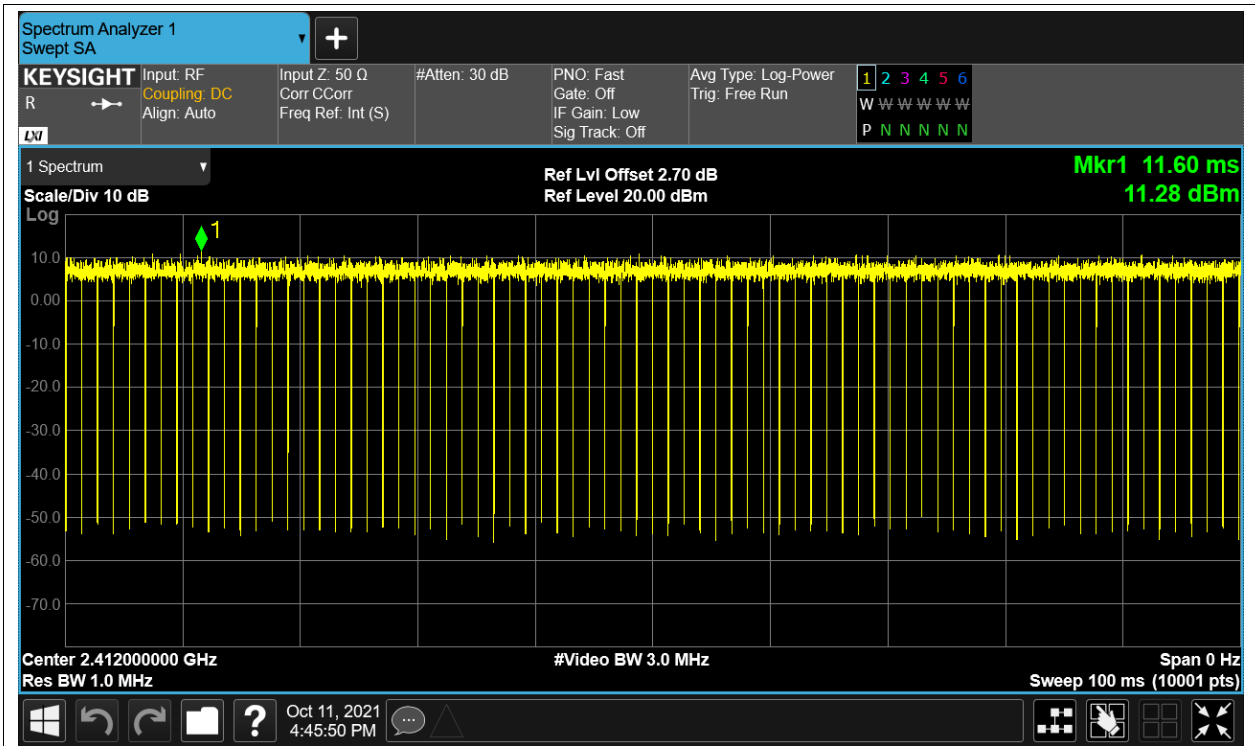 Spectrum Analyzer 1
Swept SA
KEYSIGHT
R
LXI
Input: RF
Coupling: DC
Align: Auto
Input Z: 50 Ω
Corr CCorr
Freq Ref: Int (S)
#Atten: 30 dB
PNO: Fast
Gate: Off
IF Gain: Low
Sig Track: Off
Avg Type: Log-Power
Trig: Free Run
1 2 3 4 5 6
W W W W W W
P N N N N N
1 Spectrum
Scale/Div 10 dB
Ref Lvl Offset 2.70 dB
Ref Level 20.00 dBm
Mkr1 11.60 ms
11.28 dBm
Log
1
10.0
0.00
-10.0
-20.0
-30.0
-40.0
-50.0
-60.0
-70.0
Center 2.412000000 GHz
Res BW 1.0 MHz
#Video BW 3.0 MHz
Span 0 Hz
Sweep 100 ms (10001 pts)
?
Oct 11, 2021
4:45:50 PM